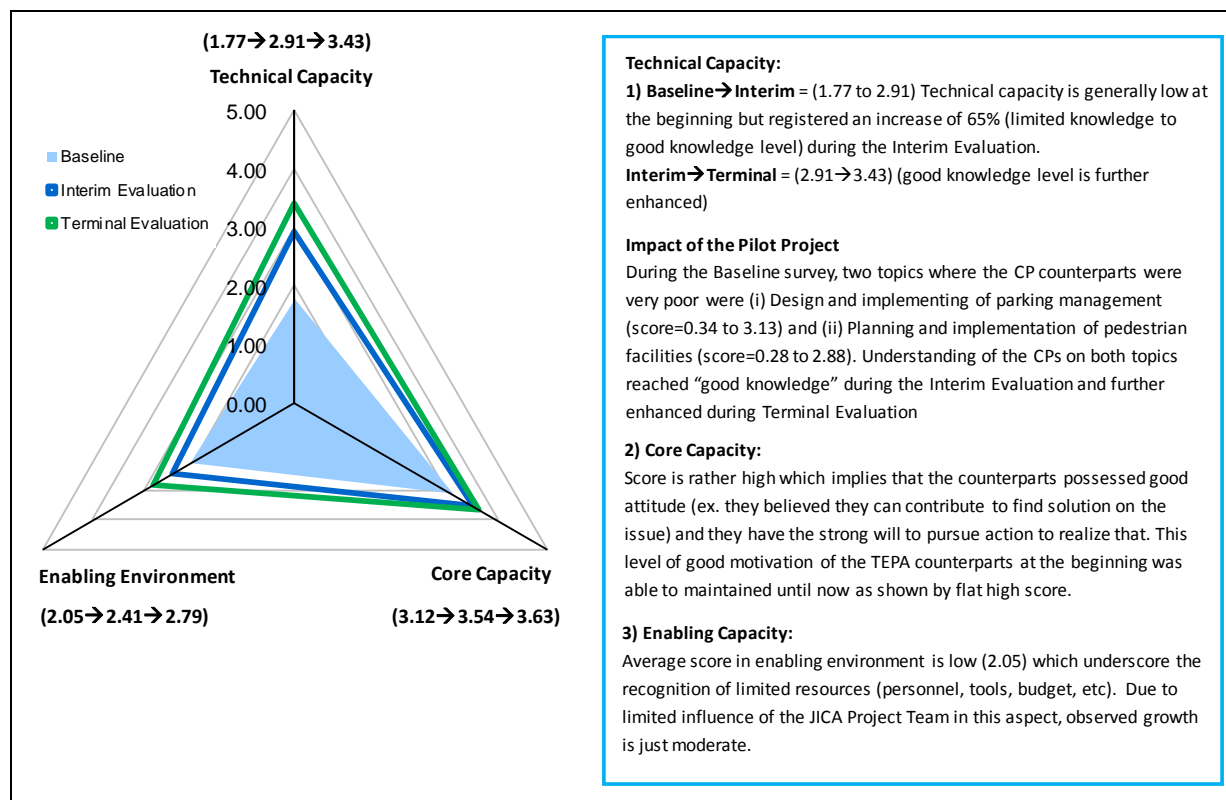 (1.77→2.91→3.43)
Technical Capacity
5.00
4.00
3.00
2.00
1.00
0.00
Baseline
Interim Evaluation
Terminal Evaluation
Enabling Environment
(2.05→2.41→2.79)
Core Capacity
(3.12→3.54→3.63)
Technical Capacity:
1) Baseline→Interim = (1.77 to 2.91) Technical capacity is generally low at
the beginning but registered an increase of 65% (limited knowledge to
good knowledge level) during the Interim Evaluation.
Interim→Terminal = (2.91→3.43) (good knowledge level is further
enhanced)
Impact of the Pilot Project
During the Baseline survey, two topics where the CP counterparts were
very poor were (i) Design and implementing of parking management
(score=0.34 to 3.13) and (ii) Planning and implementation of pedestrian
facilities (score=0.28 to 2.88). Understanding of the CPs on both topics
reached “good knowledge” during the Interim Evaluation and further
enhanced during Terminal Evaluation
2) Core Capacity:
Score is rather high which implies that the counterparts possessed good
attitude (ex. they believed they can contribute to find solution on the
issue) and they have the strong will to pursue action to realize that. This
level of good motivation of the TEPA counterparts at the beginning was
able to maintained until now as shown by flat high score.
3) Enabling Capacity:
Average score in enabling environment is low (2.05) which underscore the
recognition of limited resources (personnel, tools, budget, etc). Due to
limited influence of the JICA Project Team in this aspect, observed growth
is just moderate.